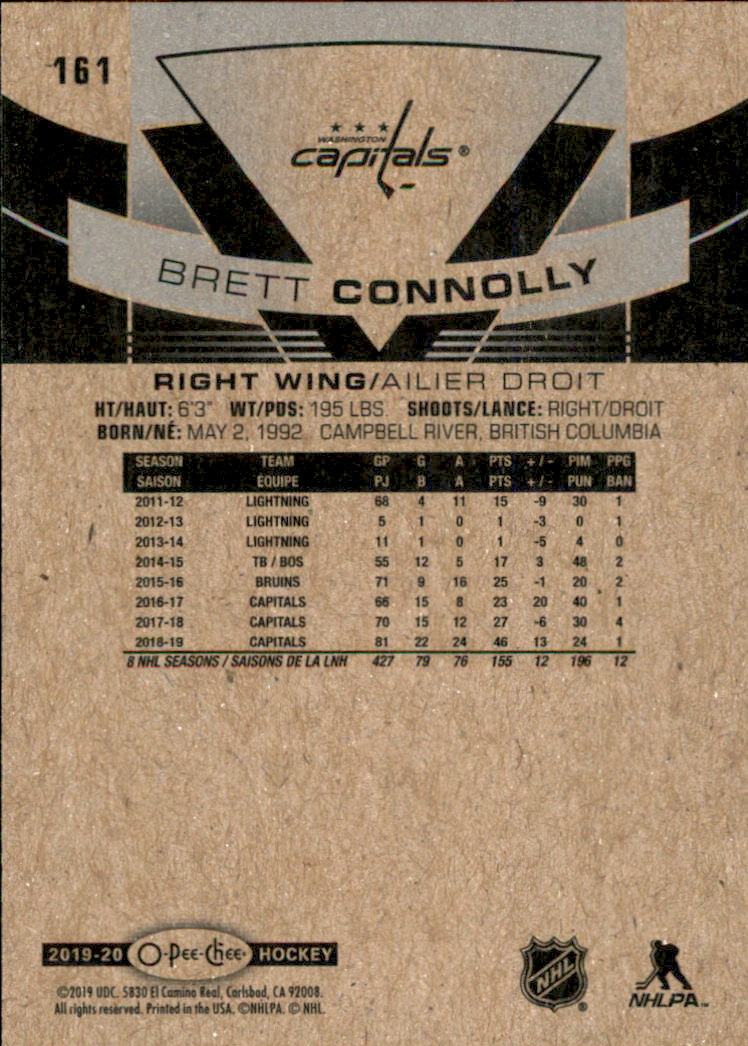 161
WASHINGTON
capitals®
BRETT CONNOLLY
RIGHT WING/AILIER DROIT
HT/HAUT: 6'3" WT/PDS: 195 LBS. SHOOTS/LANCE: RIGHT/DROIT
BORN/NÉ: MAY 2, 1992 CAMPBELL RIVER, BRITISH COLUMBIA
SEASON TEAM GP G A PTS +/- PIM PPG
SAISON ÉQUIPE PJ B A PTS +/- PUN BAN
2011-12 LIGHTNING 68 4 11 15 -9 30 1
2012-13 LIGHTNING 5 1 0 1 -3 0 1
2013-14 LIGHTNING 11 1 0 1 -5 4 0
2014-15 TB / BOS 55 12 5 17 3 48 2
2015-16 BRUINS 71 9 16 25 -1 20 2
2016-17 CAPITALS 66 15 8 23 20 40 1
2017-18 CAPITALS 70 15 12 27 -6 30 4
2018-19 CAPITALS 81 22 24 46 13 24 1
8 NHL SEASONS / SAISONS DE LA LNH 427 79 76 155 12 196 12
2019-20 O-Pee-Chee HOCKEY
©2019 UDC. 5830 El Camino Real, Carlsbad, CA 92008.
All rights reserved. Printed in the USA. ©NHLPA. © NHL.
NHL®
NHLPA™